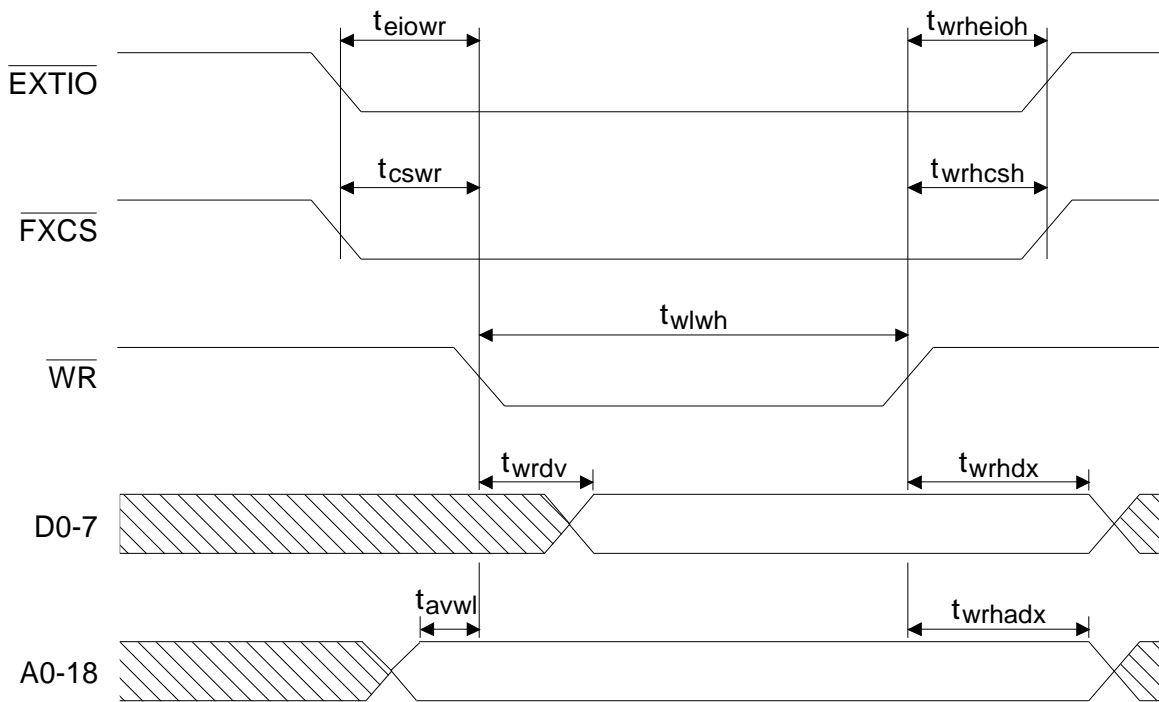 teiowr
twrheioh
EXTIO
tcswr
twrhcsh
FXCS
twlwh
WR
twrdv
twrhdx
D0-7
tavwl
twrhadx
A0-18